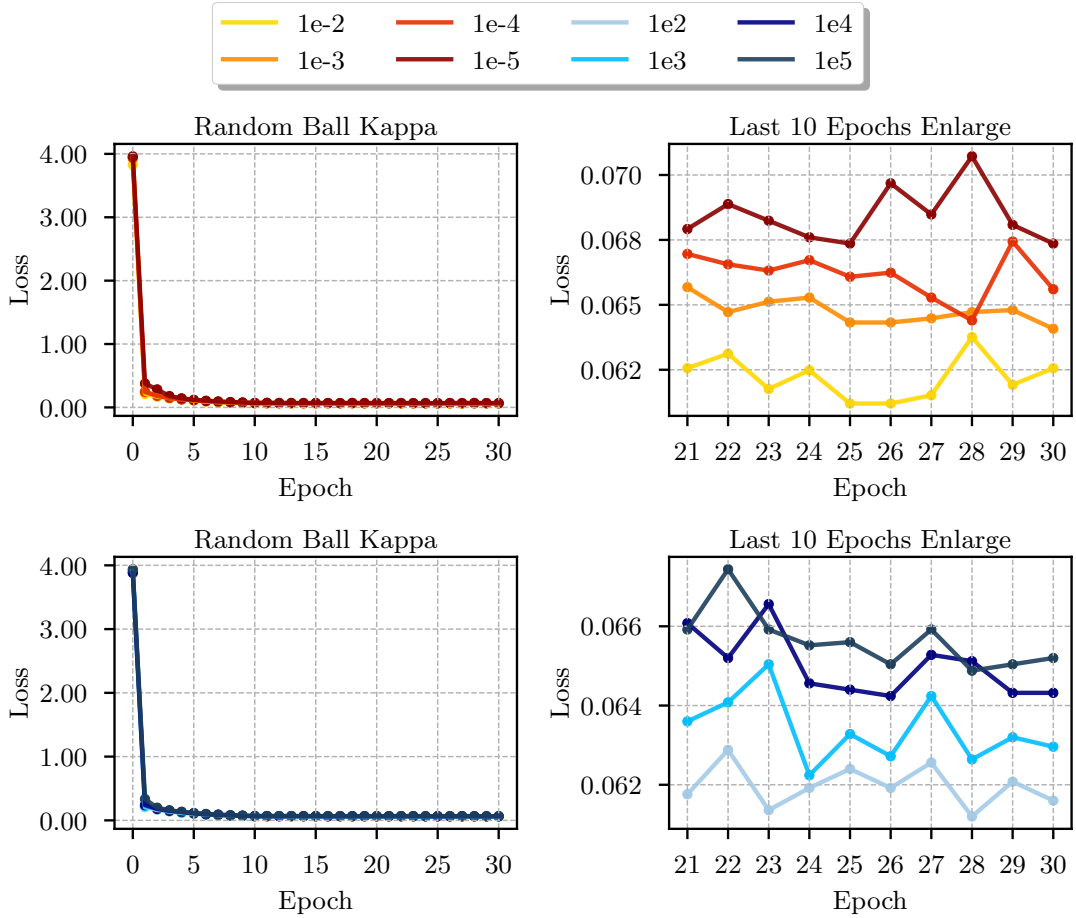 1e-2 1e-4 1e2 1e4
1e-3 1e-5 1e3 1e5
Random Ball Kappa
4.00
3.00
2.00
1.00
0.00
Loss
0 5 10 15 20 25 30
Epoch
Last 10 Epochs Enlarge
0.070
0.068
0.065
0.062
Loss
21 22 23 24 25 26 27 28 29 30
Epoch
Random Ball Kappa
4.00
3.00
2.00
1.00
0.00
Loss
0 5 10 15 20 25 30
Epoch
Last 10 Epochs Enlarge
0.066
0.064
0.062
Loss
21 22 23 24 25 26 27 28 29 30
Epoch